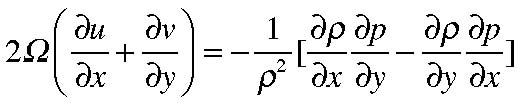 2Ω(∂u/∂x + ∂v/∂y) = −1/ρ² [∂ρ/∂x ∂p/∂y − ∂ρ/∂y ∂p/∂x]